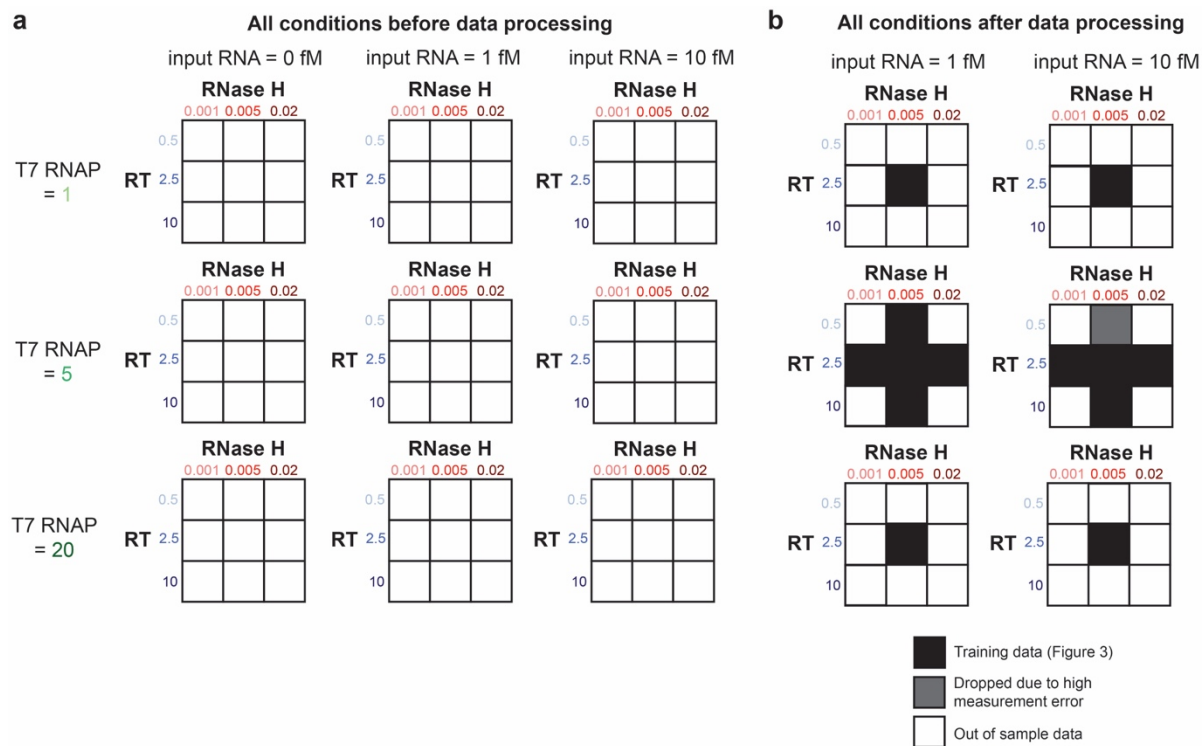 a
All conditions before data processing
input RNA = 0 fM
input RNA = 1 fM
input RNA = 10 fM
RNase H
RNase H
RNase H
0.001 0.005 0.02
0.001 0.005 0.02
0.001 0.005 0.02
T7 RNAP
= 1
RT
0.5
2.5
10
RT
0.5
2.5
10
RT
0.5
2.5
10
RNase H
RNase H
RNase H
0.001 0.005 0.02
0.001 0.005 0.02
0.001 0.005 0.02
T7 RNAP
= 5
RT
0.5
2.5
10
RT
0.5
2.5
10
RT
0.5
2.5
10
RNase H
RNase H
RNase H
0.001 0.005 0.02
0.001 0.005 0.02
0.001 0.005 0.02
T7 RNAP
= 20
RT
0.5
2.5
10
RT
0.5
2.5
10
RT
0.5
2.5
10
b
All conditions after data processing
input RNA = 1 fM
input RNA = 10 fM
RNase H
RNase H
0.001 0.005 0.02
0.001 0.005 0.02
RT
0.5
2.5
10
RT
0.5
2.5
10
RNase H
RNase H
0.001 0.005 0.02
0.001 0.005 0.02
RT
0.5
2.5
10
RT
0.5
2.5
10
RNase H
RNase H
0.001 0.005 0.02
0.001 0.005 0.02
RT
0.5
2.5
10
RT
0.5
2.5
10
Training data (Figure 3)
Dropped due to high
measurement error
Out of sample data